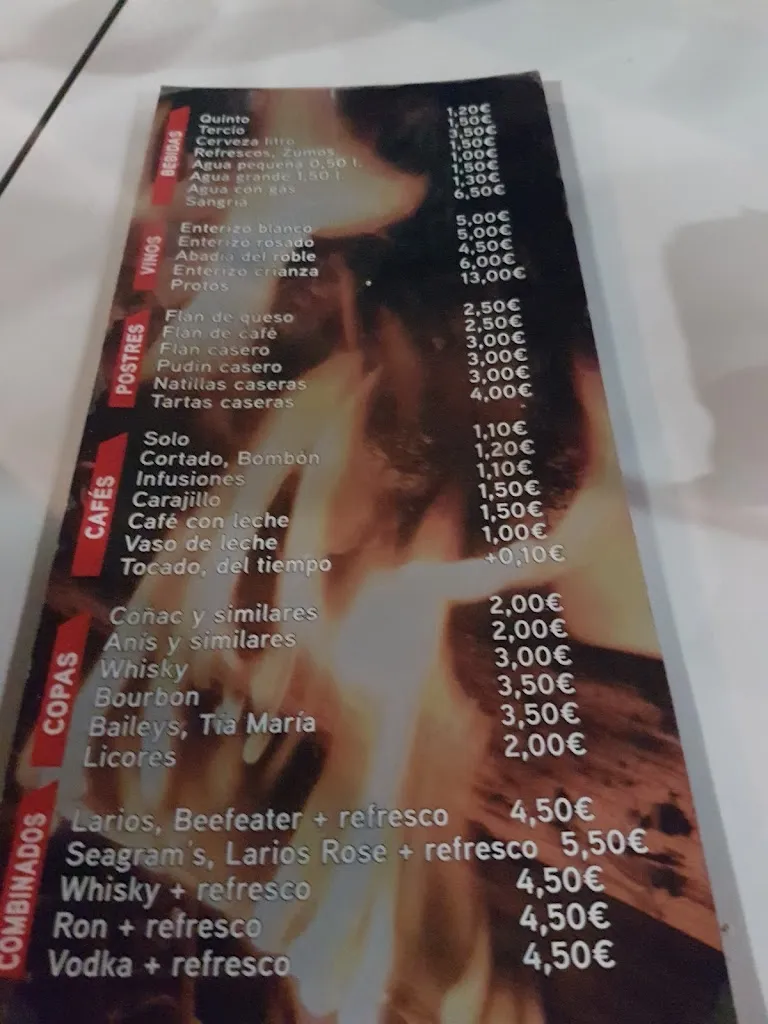 BEBIDAS
Quinto 1,20€
Tercio 1,50€
Cerveza litro 3,50€
Refrescos, Zumos 1,50€
Agua pequeña 0,50 l. 1,00€
Agua grande 1,50 l. 1,50€
Agua con gas 1,30€
Sangría 6,50€
VINOS
Enterizo blanco 5,00€
Enterizo rosado 5,00€
Abadia del roble 4,50€
Enterizo crianza 6,00€
Protos 13,00€
POSTRES
Flan de queso 2,50€
Flan de café 2,50€
Flan casero 3,00€
Pudin casero 3,00€
Natillas caseras 3,00€
Tartas caseras 4,00€
CAFÉS
Solo 1,10€
Cortado, Bombón 1,20€
Infusiones 1,10€
Carajillo 1,50€
Café con leche 1,50€
Vaso de leche 1,00€
Tocado, del tiempo +0,10€
COPAS
Coñac y similares 2,00€
Anís y similares 2,00€
Whisky 3,00€
Bourbon 3,50€
Baileys, Tía María 3,50€
Licores 2,00€
COMBINADOS
Larios, Beefeater + refresco 4,50€
Seagram's, Larios Rose + refresco 5,50€
Whisky + refresco 4,50€
Ron + refresco 4,50€
Vodka + refresco 4,50€